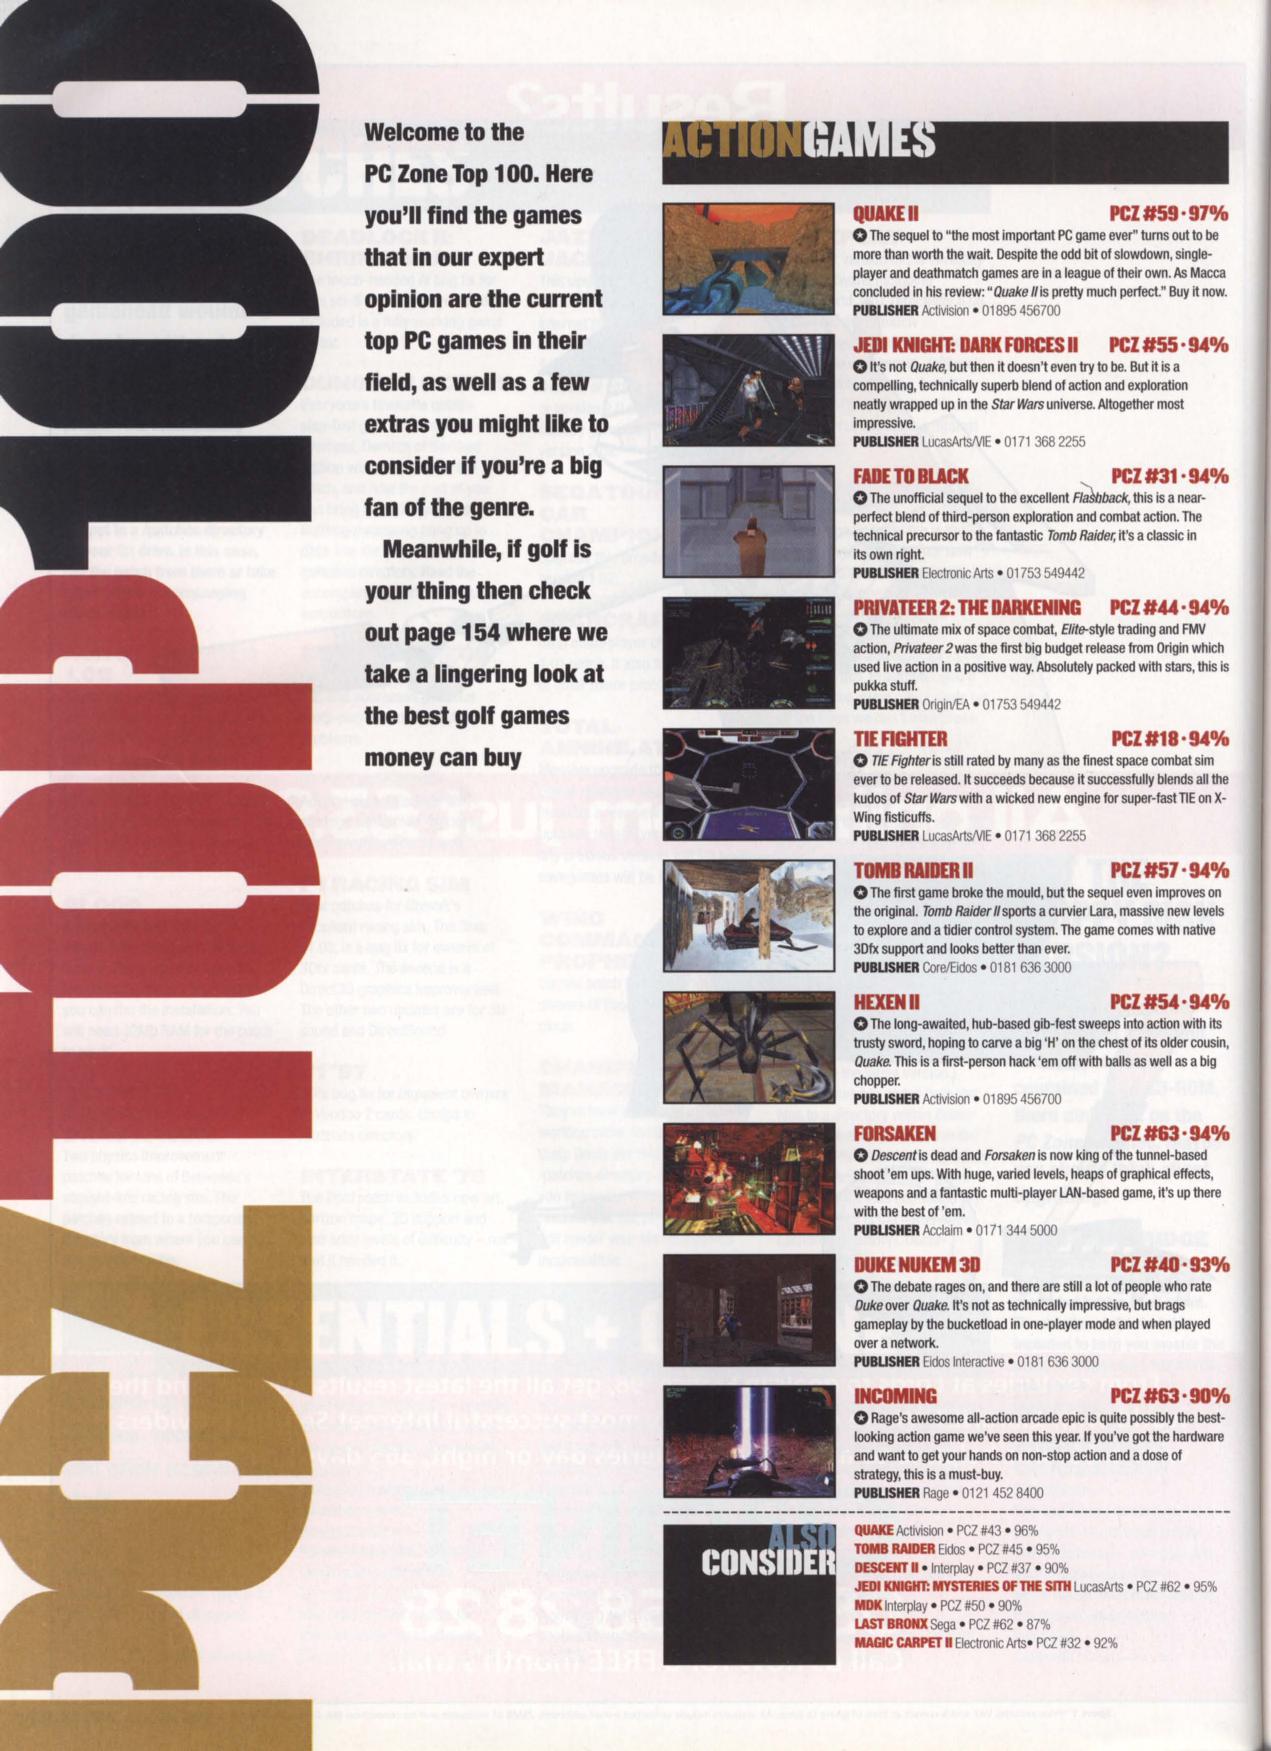 PCZ TOP 100
Welcome to the
PC Zone Top 100. Here
you'll find the games
that in our expert
opinion are the current
top PC games in their
field, as well as a few
extras you might like to
consider if you're a big
fan of the genre.
Meanwhile, if golf is
your thing then check
out page 154 where we
take a lingering look at
the best golf games
money can buy
ACTIONGAMES
QUAKE II PCZ #59 · 97%
✪ The sequel to "the most important PC game ever" turns out to be
more than worth the wait. Despite the odd bit of slowdown, single-
player and deathmatch games are in a league of their own. As Macca
concluded in his review: "Quake II is pretty much perfect." Buy it now.
PUBLISHER Activision • 01895 456700
JEDI KNIGHT: DARK FORCES II PCZ #55 · 94%
✪ It's not Quake, but then it doesn't even try to be. But it is a
compelling, technically superb blend of action and exploration
neatly wrapped up in the Star Wars universe. Altogether most
impressive.
PUBLISHER LucasArts/VIE • 0171 368 2255
FADE TO BLACK PCZ #31 · 94%
✪ The unofficial sequel to the excellent Flashback, this is a near-
perfect blend of third-person exploration and combat action. The
technical precursor to the fantastic Tomb Raider, it's a classic in
its own right.
PUBLISHER Electronic Arts • 01753 549442
PRIVATEER 2: THE DARKENING PCZ #44 · 94%
✪ The ultimate mix of space combat, Elite-style trading and FMV
action, Privateer 2 was the first big budget release from Origin which
used live action in a positive way. Absolutely packed with stars, this is
pukka stuff.
PUBLISHER Origin/EA • 01753 549442
TIE FIGHTER PCZ #18 · 94%
✪ TIE Fighter is still rated by many as the finest space combat sim
ever to be released. It succeeds because it successfully blends all the
kudos of Star Wars with a wicked new engine for super-fast TIE on X-
Wing fisticuffs.
PUBLISHER LucasArts/VIE • 0171 368 2255
TOMB RAIDER II PCZ #57 · 94%
✪ The first game broke the mould, but the sequel even improves on
the original. Tomb Raider II sports a curvier Lara, massive new levels
to explore and a tidier control system. The game comes with native
3Dfx support and looks better than ever.
PUBLISHER Core/Eidos • 0181 636 3000
HEXEN II PCZ #54 · 94%
✪ The long-awaited, hub-based gib-fest sweeps into action with its
trusty sword, hoping to carve a big 'H' on the chest of its older cousin,
Quake. This is a first-person hack 'em off with balls as well as a big
chopper.
PUBLISHER Activision • 01895 456700
FORSAKEN PCZ #63 · 94%
✪ Descent is dead and Forsaken is now king of the tunnel-based
shoot 'em ups. With huge, varied levels, heaps of graphical effects,
weapons and a fantastic multi-player LAN-based game, it's up there
with the best of 'em.
PUBLISHER Acclaim • 0171 344 5000
DUKE NUKEM 3D PCZ #40 · 93%
✪ The debate rages on, and there are still a lot of people who rate
Duke over Quake. It's not as technically impressive, but brags
gameplay by the bucketload in one-player mode and when played
over a network.
PUBLISHER Eidos Interactive • 0181 636 3000
INCOMING PCZ #63 · 90%
✪ Rage's awesome all-action arcade epic is quite possibly the best-
looking action game we've seen this year. If you've got the hardware
and want to get your hands on non-stop action and a dose of
strategy, this is a must-buy.
PUBLISHER Rage • 0121 452 8400
ALSO
CONSIDER
QUAKE Activision • PCZ #43 • 96%
TOMB RAIDER Eidos • PCZ #45 • 95%
DESCENT II • Interplay • PCZ #37 • 90%
JEDI KNIGHT: MYSTERIES OF THE SITH LucasArts • PCZ #62 • 95%
MDK Interplay • PCZ #50 • 90%
LAST BRONX Sega • PCZ #62 • 87%
MAGIC CARPET II Electronic Arts • PCZ #32 • 92%